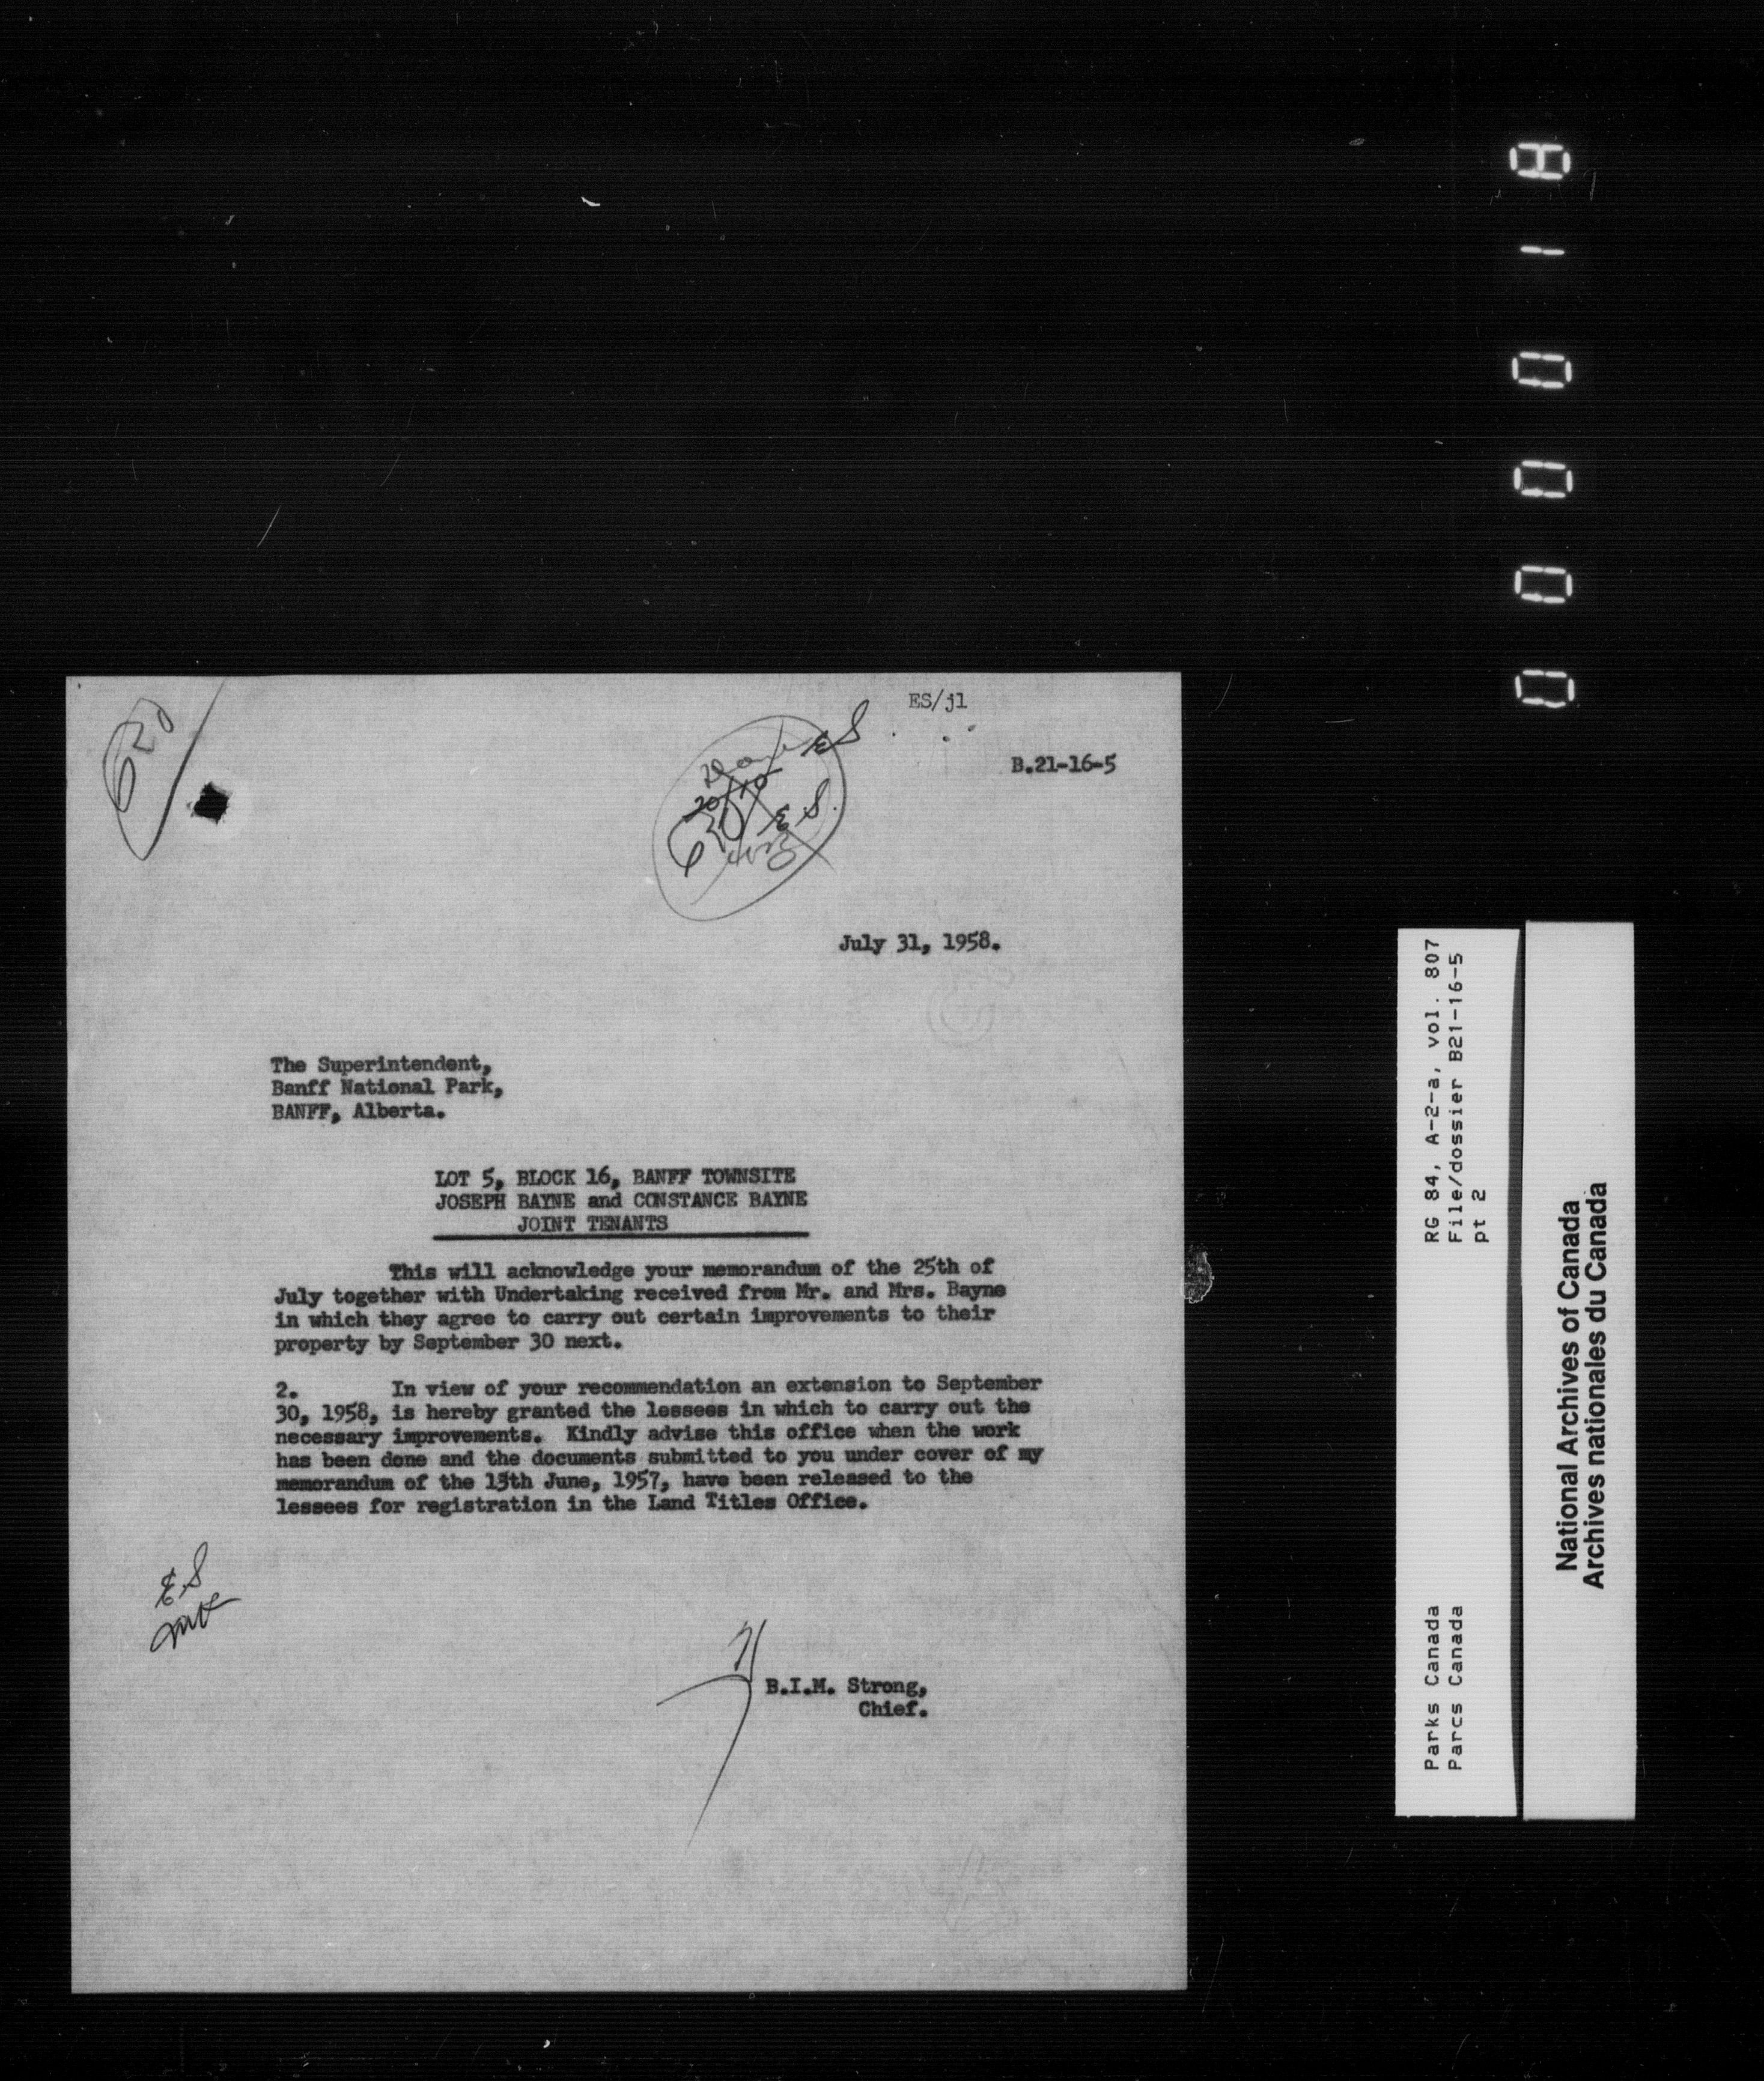 620
ES/jl
B.21-16-5
ES
20/10
620
ES
July 31, 1958.
The Superintendent,
Banff National Park,
BANFF, Alberta.
LOT 5, BLOCK 16, BANFF TOWNSITE
JOSEPH BAYNE and CONSTANCE BAYNE
JOINT TENANTS
This will acknowledge your memorandum of the 25th of
July together with Undertaking received from Mr. and Mrs. Bayne
in which they agree to carry out certain improvements to their
property by September 30 next.
2. In view of your recommendation an extension to September
30, 1958, is hereby granted the lessees in which to carry out the
necessary improvements. Kindly advise this office when the work
has been done and the documents submitted to you under cover of my
memorandum of the 13th June, 1957, have been released to the
lessees for registration in the Land Titles Office.
ES
B.I.M. Strong,
Chief.
RG 84, A-2-a, vol. 807
File/dossier B21-16-5
pt 2
Parks Canada
Parcs Canada
National Archives of Canada
Archives nationales du Canada